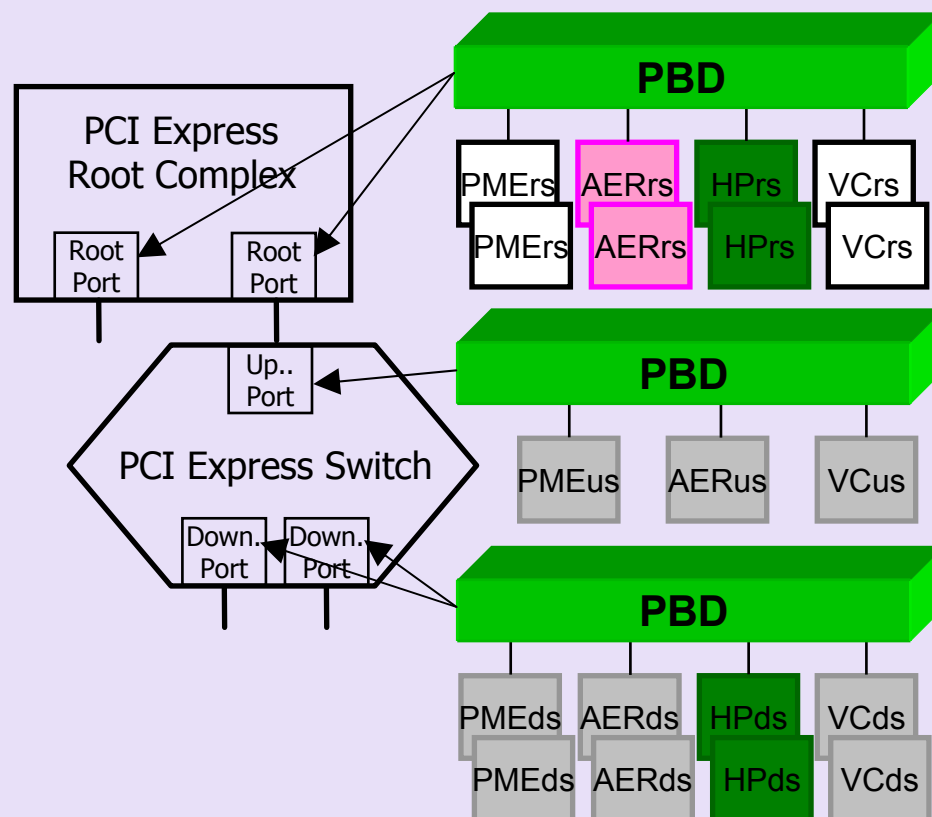 PBD
PCI Express
Root Complex
PMErs AERrs HPrs VCrs
PMErs AERrs HPrs VCrs
Root
Port
Root
Port
PBD
Up..
Port
PCI Express Switch
PMEus AERus VCus
Down.
Port
Down.
Port
PBD
PMEds AERds HPds VCds
PMEds AERds HPds VCds